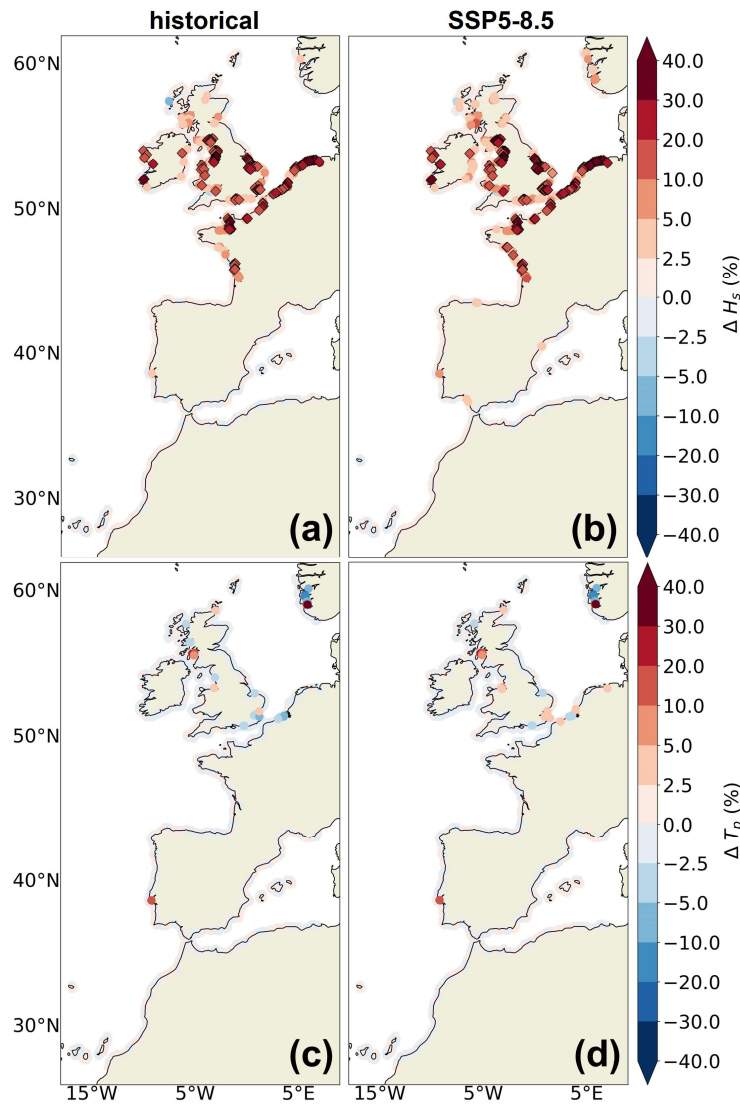 historical SSP5-8.5
60°N
50°N
40°N
30°N
(a) (b)
40.0
30.0
20.0
10.0
5.0
2.5
0.0
−2.5
−5.0
−10.0
−20.0
−30.0
−40.0
Δ Hs (%)
60°N
50°N
40°N
30°N
(c) (d)
40.0
30.0
20.0
10.0
5.0
2.5
0.0
−2.5
−5.0
−10.0
−20.0
−30.0
−40.0
Δ Tp (%)
15°W 5°W 5°E 15°W 5°W 5°E